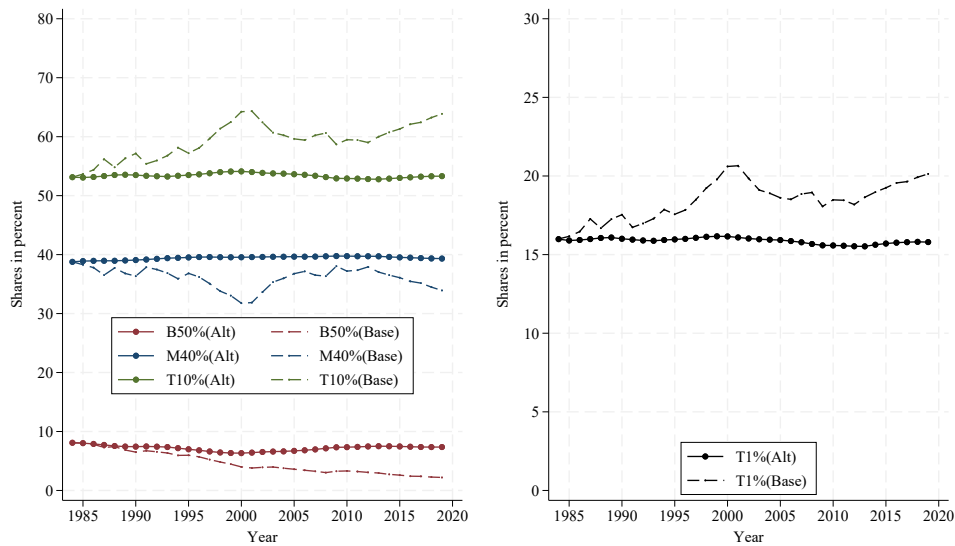 80
70
60
50
40
30
20
10
0
Shares in percent
B50%(Alt) B50%(Base)
M40%(Alt) M40%(Base)
T10%(Alt) T10%(Base)
1985 1990 1995 2000 2005 2010 2015 2020
Year
30
25
20
15
10
5
0
Shares in percent
T1%(Alt)
T1%(Base)
1985 1990 1995 2000 2005 2010 2015 2020
Year